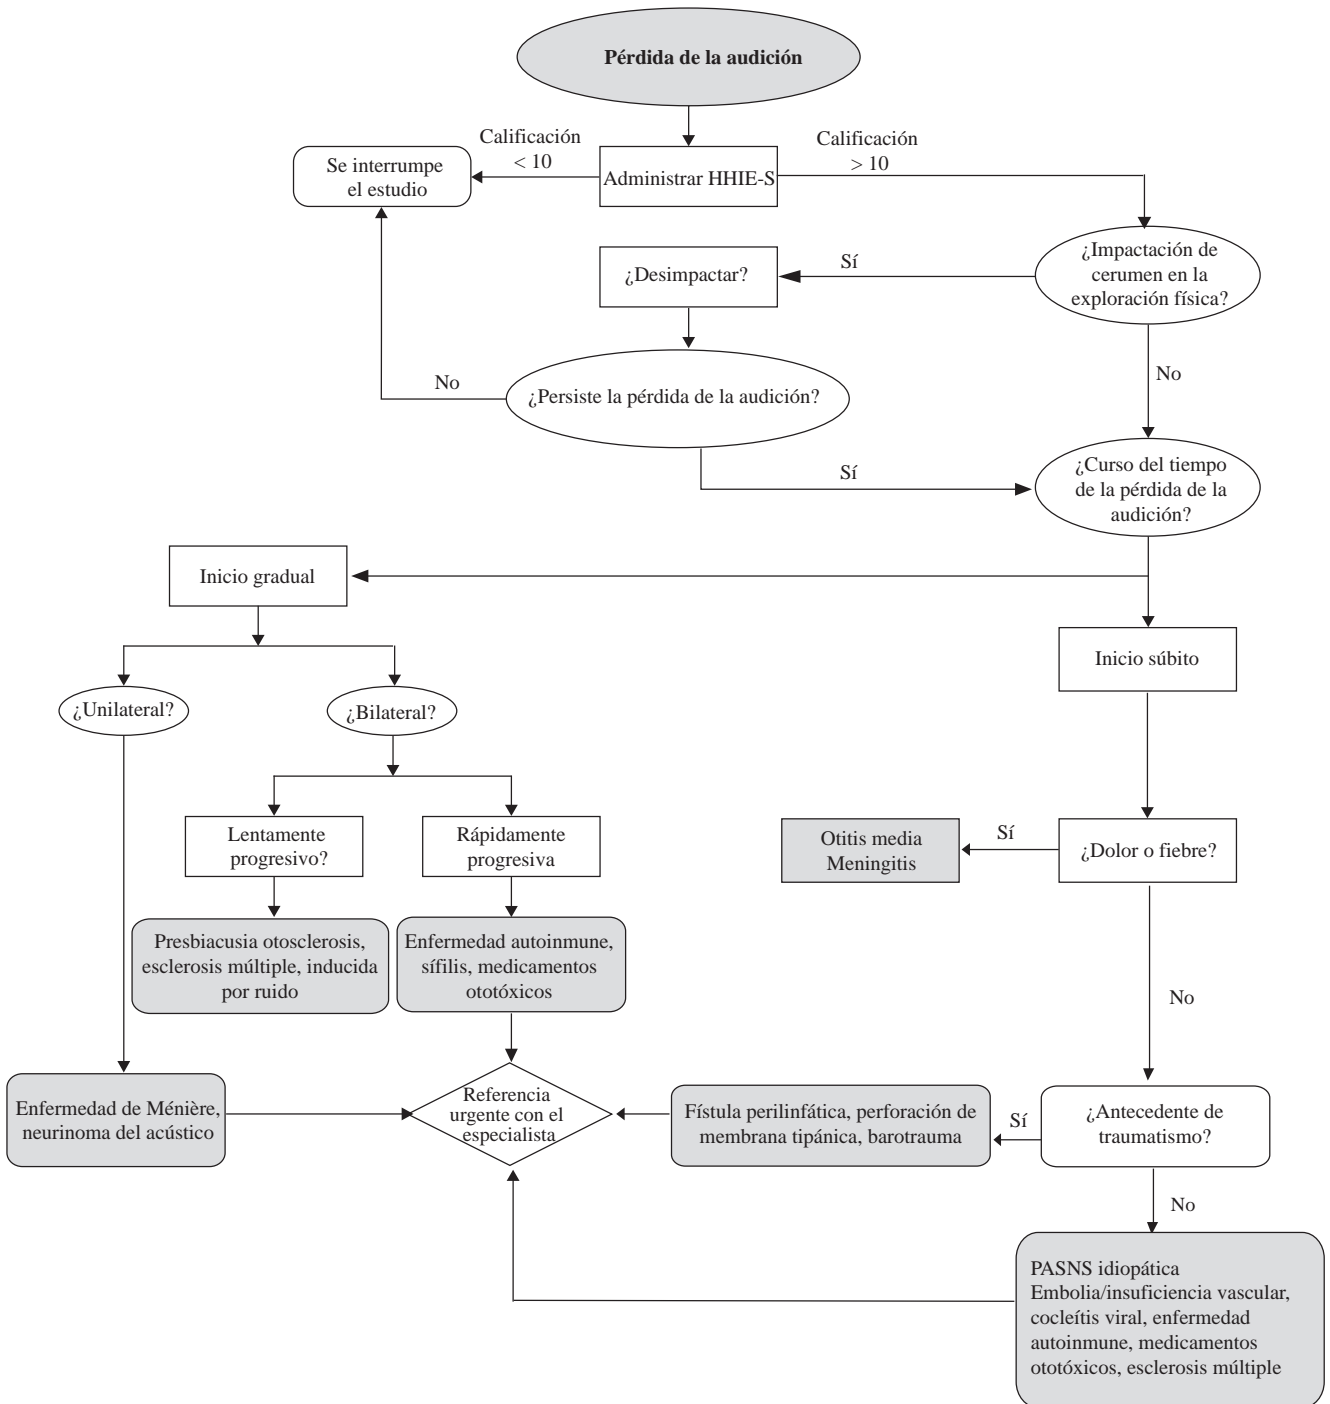 Pérdida de la audición
Calificación
< 10
Calificación
> 10
Se interrumpe
el estudio
Administrar HHIE-S
¿Impactación de
cerumen en la
exploración física?
Sí
¿Desimpactar?
No
¿Persiste la pérdida de la audición?
No
Sí
¿Curso del tiempo
de la pérdida de la
audición?
Inicio gradual
Inicio súbito
¿Unilateral?
¿Bilateral?
Lentamente
progresivo?
Rápidamente
progresiva
Otitis media
Meningitis
Sí
¿Dolor o fiebre?
Presbiacusia otosclerosis,
esclerosis múltiple, inducida
por ruido
Enfermedad autoinmune,
sífilis, medicamentos
ototóxicos
No
Enfermedad de Ménière,
neurinoma del acústico
Referencia
urgente con el
especialista
Fístula perilinfática, perforación de
membrana tipánica, barotrauma
Sí
¿Antecedente de
traumatismo?
No
PASNS idiopática
Embolia/insuficiencia vascular,
cocleítis viral, enfermedad
autoinmune, medicamentos
ototóxicos, esclerosis múltiple